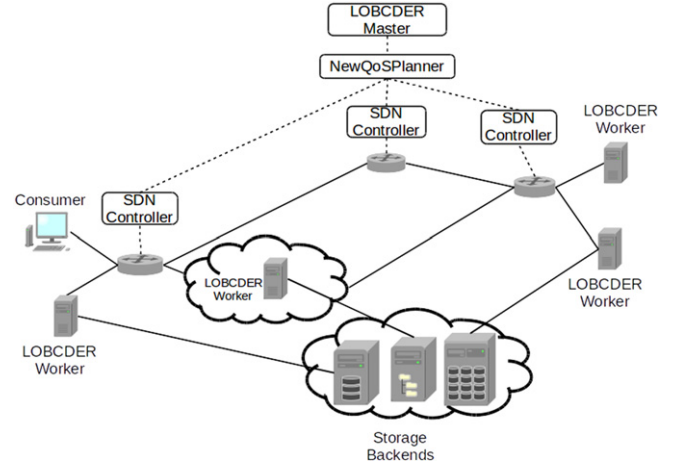 LOBCDER
Master
NewQoSPlanner
SDN
Controller
SDN
Controller
LOBCDER
Worker
Consumer
SDN
Controller
LOBCDER
Worker
LOBCDER
Worker
LOBCDER
Worker
Storage
Backends